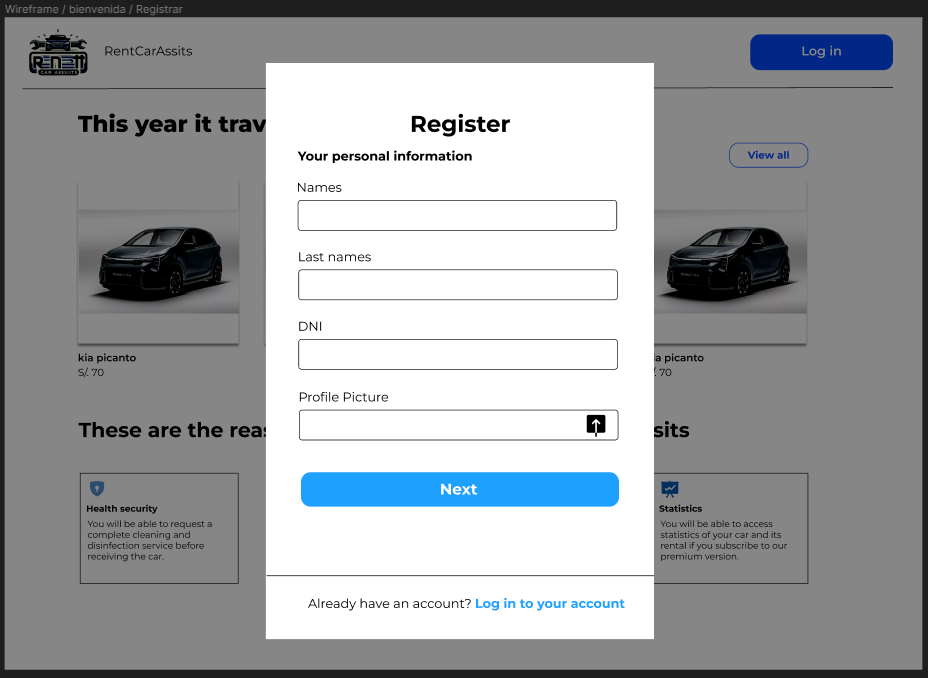 Wireframe / bienvenida / Registrar
CAR ASSITS
RentCarAssits
Log in
This year it trav
View all
Register
Your personal information
Names
Last names
DNI
Profile Picture
Next
Already have an account? Log in to your account
kia picanto
S/. 70
ia picanto
/. 70
These are the reas
sits
Health security
You will be able to request a
complete cleaning and
disinfection service before
receiving the car.
Statistics
You will be able to access
statistics of your car and its
rental if you subscribe to our
premium version.